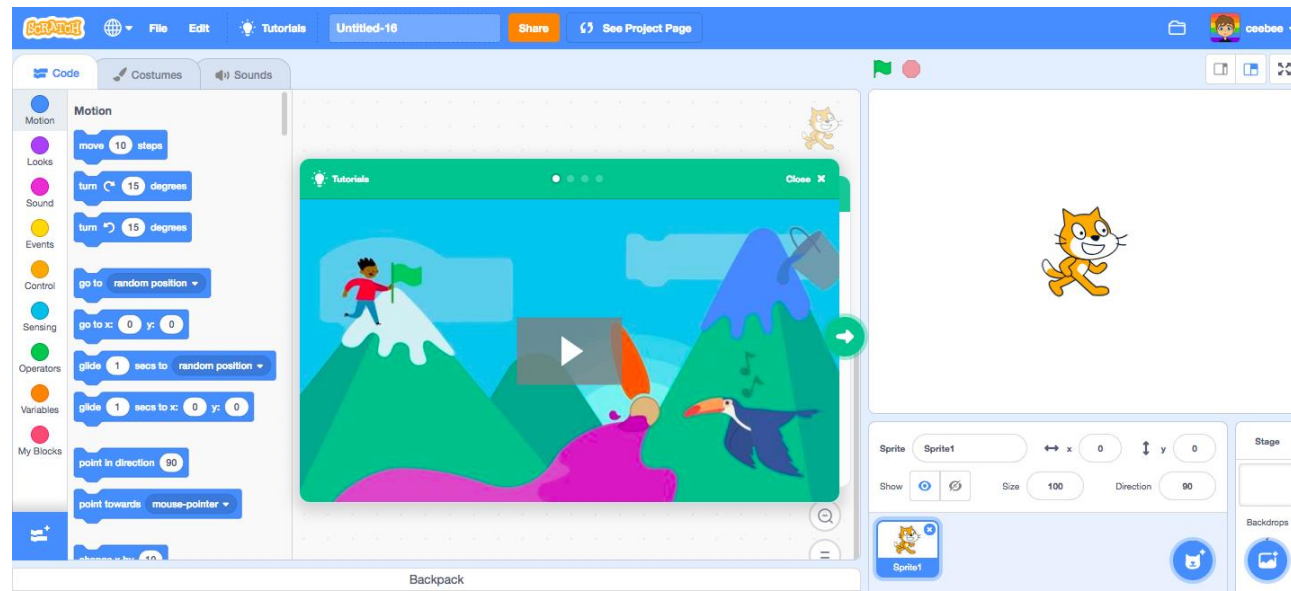 SCRATCH File Edit Tutorials Untitled-16 Share See Project Page ceebee
Code Costumes Sounds
Motion
Looks
Sound
Events
Control
Sensing
Operators
Variables
My Blocks
Motion
move 10 steps
turn 15 degrees
turn 15 degrees
go to random position
go to x: 0 y: 0
glide 1 secs to random position
glide 1 secs to x: 0 y: 0
point in direction 90
point towards mouse-pointer
change x by 10
Tutorials Close
Backpack
Sprite Sprite1 x 0 y 0
Show Size 100 Direction 90
Sprite1
Stage
Backdrops